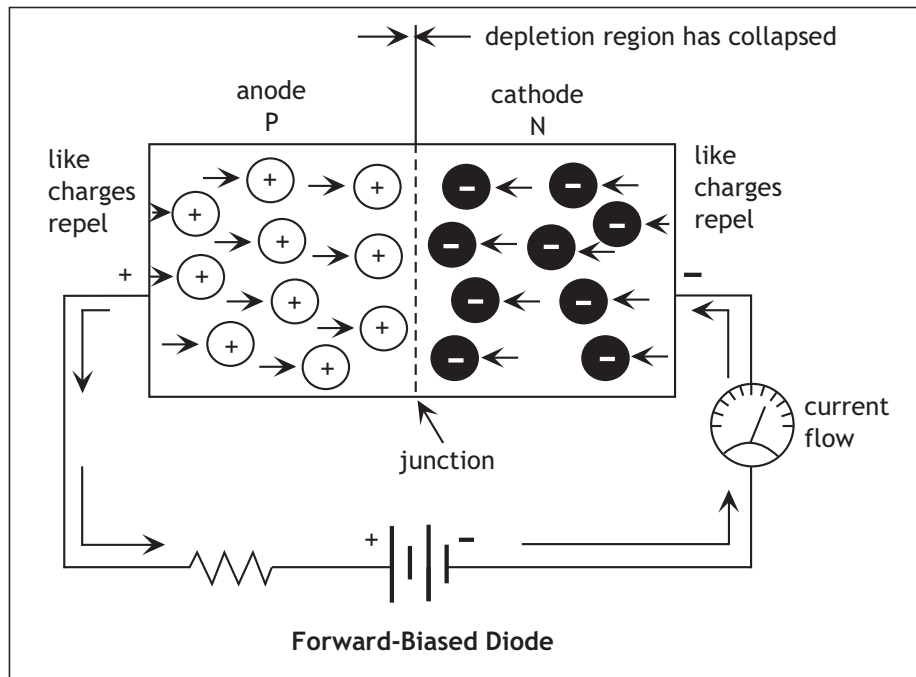 depletion region has collapsed
anode
P
cathode
N
like
charges
repel
like
charges
repel
+
−
+ + +
+ +
+ + +
+ +
+
− −
− − −
− −
− −
junction
current
flow
+ −
Forward-Biased Diode